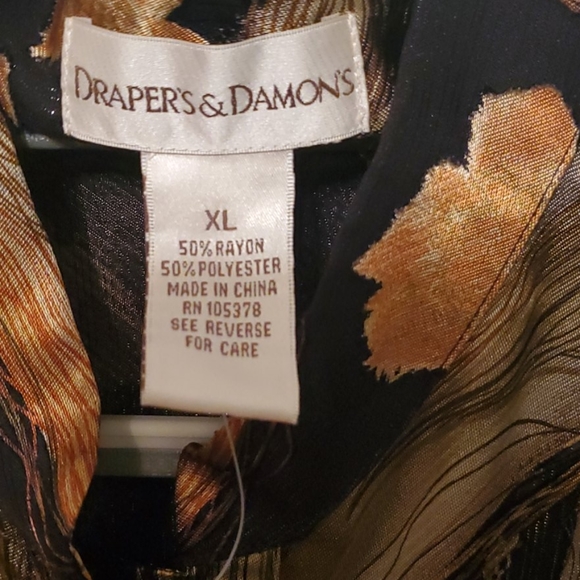 DRAPER'S & DAMON'S
XL
50% RAYON
50% POLYESTER
MADE IN CHINA
RN 105378
SEE REVERSE
FOR CARE